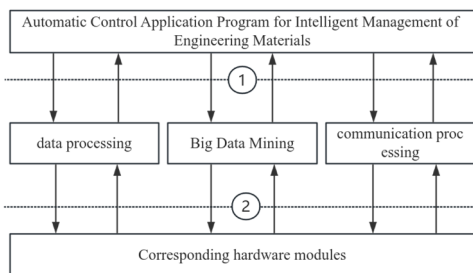 Automatic Control Application Program for Intelligent Management of
Engineering Materials
1
data processing
Big Data Mining
communication proc
essing
2
Corresponding hardware modules